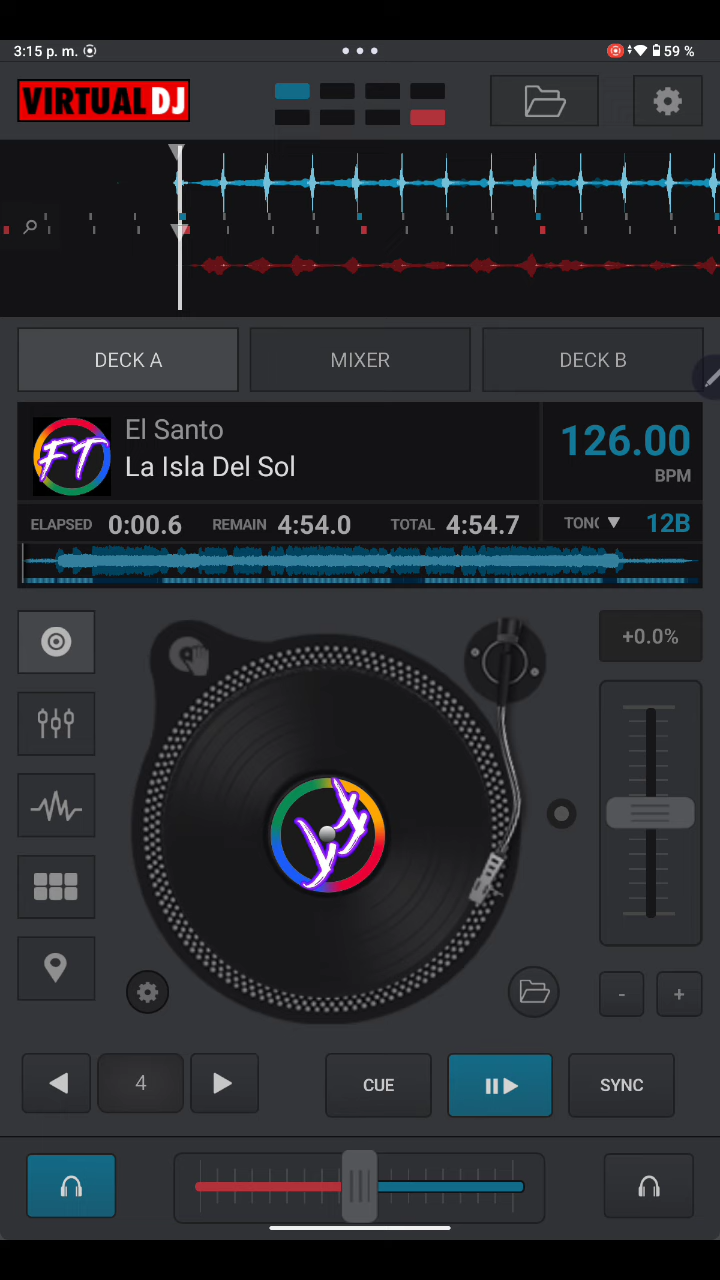 3:15 p. m.
59 %
VIRTUAL DJ
DECK A
MIXER
DECK B
FT
El Santo
La Isla Del Sol
126.00
BPM
ELAPSED 0:00.6 REMAIN 4:54.0 TOTAL 4:54.7
12B
+0.0%
- +
4
CUE
SYNC